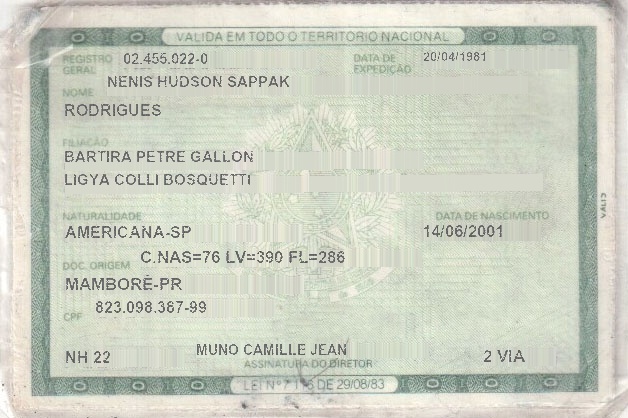 VALIDA EM TODO O TERRITÓRIO NACIONAL
REGISTRO GERAL 02.455.022-0 DATA DE EXPEDIÇÃO 20/04/1981
NOME NENIS HUDSON SAPPAK
RODRIGUES
FILIAÇÃO
BARTIRA PETRE GALLON
LIGYA COLLI BOSQUETTI
NATURALIDADE DATA DE NASCIMENTO
AMERICANA-SP 14/06/2001
C.NAS=76 LV=390 FL=286
DOC. ORIGEM
MAMBORÊ-PR
823.098.387-99
CPF
NH 22 MUNO CAMILLE JEAN 2 VIA
ASSINATURA DO DIRETOR
LEI Nº 7.116 DE 29/08/83